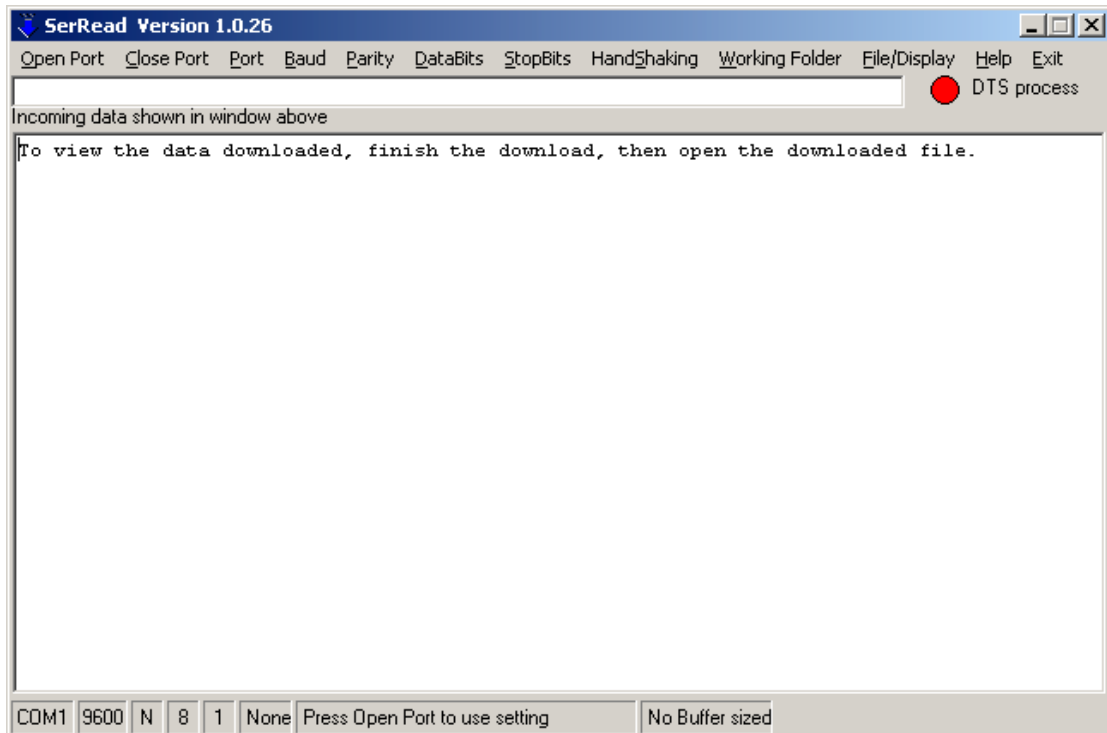 SerRead Version 1.0.26
Open Port Close Port Port Baud Parity DataBits StopBits HandShaking Working Folder File/Display Help Exit
DTS process
Incoming data shown in window above
To view the data downloaded, finish the download, then open the downloaded file.
COM1 9600 N 8 1 None Press Open Port to use setting No Buffer sized